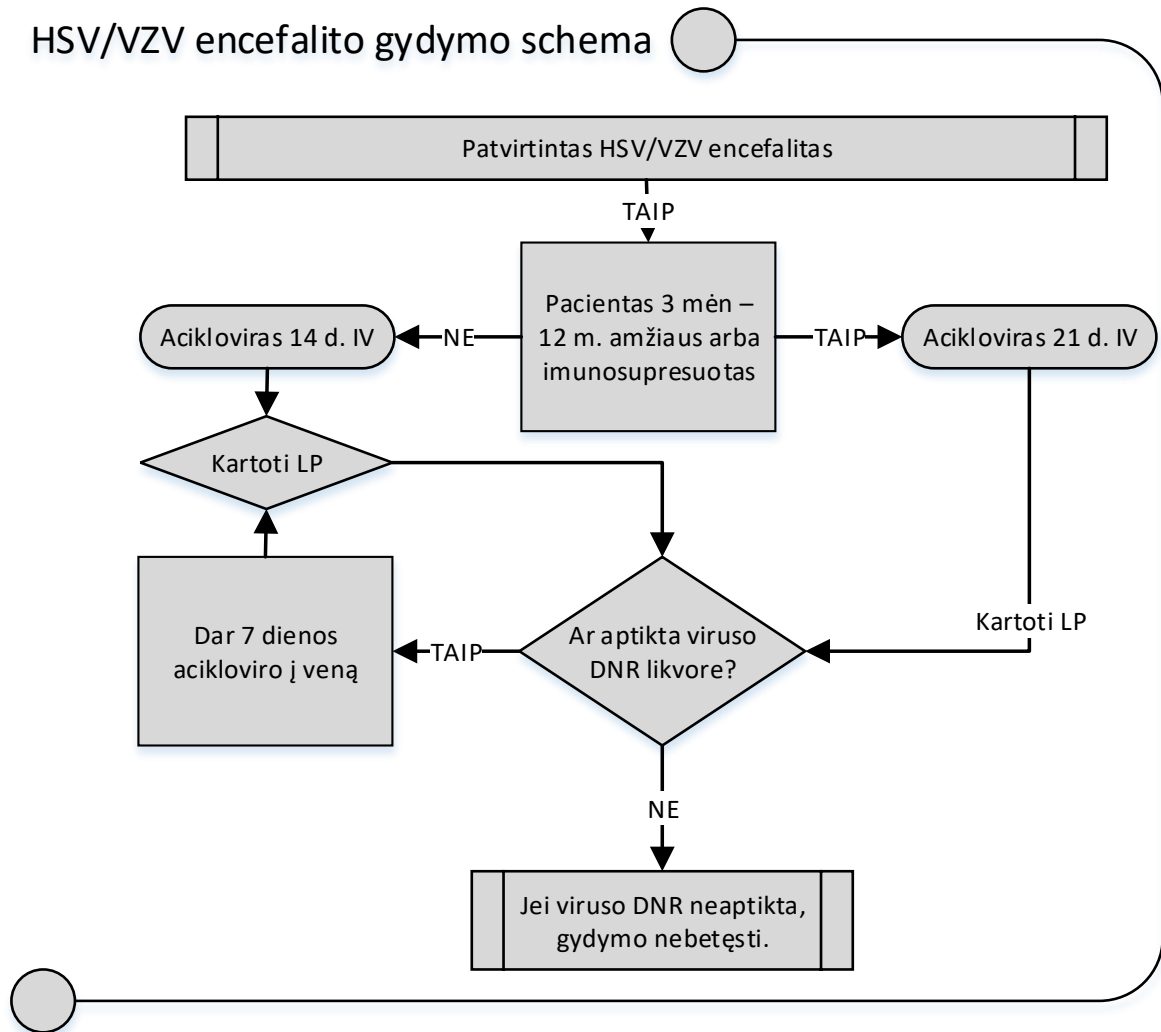 HSV/VZV encefalito gydymo schema
Patvirtintas HSV/VZV encefalitas
TAIP
Pacientas 3 mėn –
12 m. amžiaus arba
imunosupresuotas
Acikloviras 14 d. IV
NE
TAIP
Acikloviras 21 d. IV
Kartoti LP
Dar 7 dienos
acikloviro į veną
TAIP
Ar aptikta viruso
DNR likvore?
Kartoti LP
NE
Jei viruso DNR neaptikta,
gydymo nebetęsti.